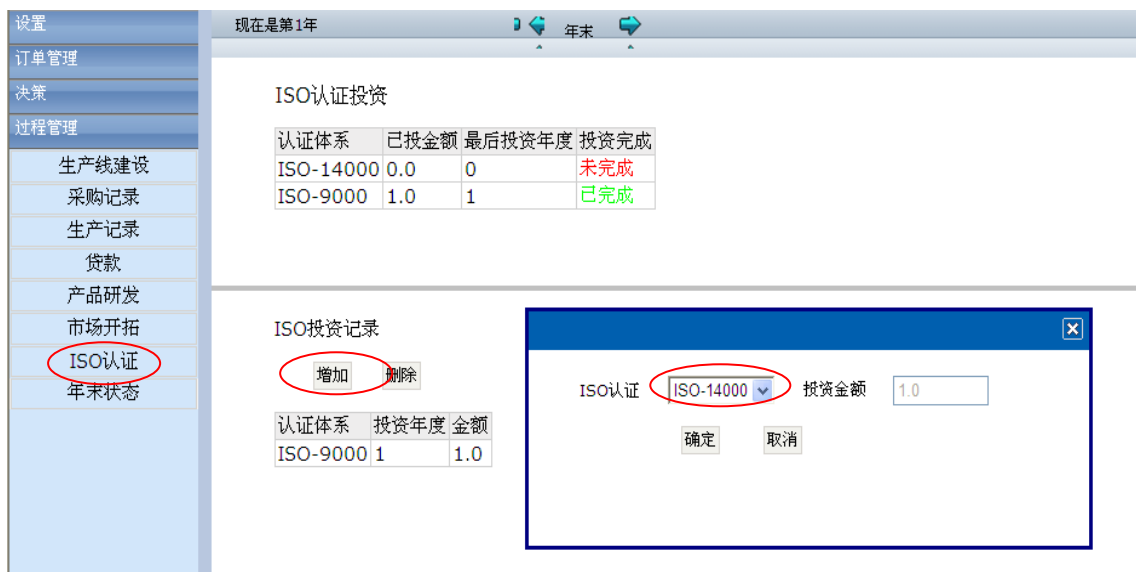 设置
订单管理
决策
过程管理
生产线建设
采购记录
生产记录
贷款
产品研发
市场开拓
ISO认证
年末状态
现在是第1年
年末
ISO认证投资
认证体系 已投金额 最后投资年度 投资完成
ISO-14000 0.0 0 未完成
ISO-9000 1.0 1 已完成
ISO投资记录
增加 删除
认证体系 投资年度 金额
ISO-9000 1 1.0
ISO认证 ISO-14000 投资金额 1.0
确定 取消